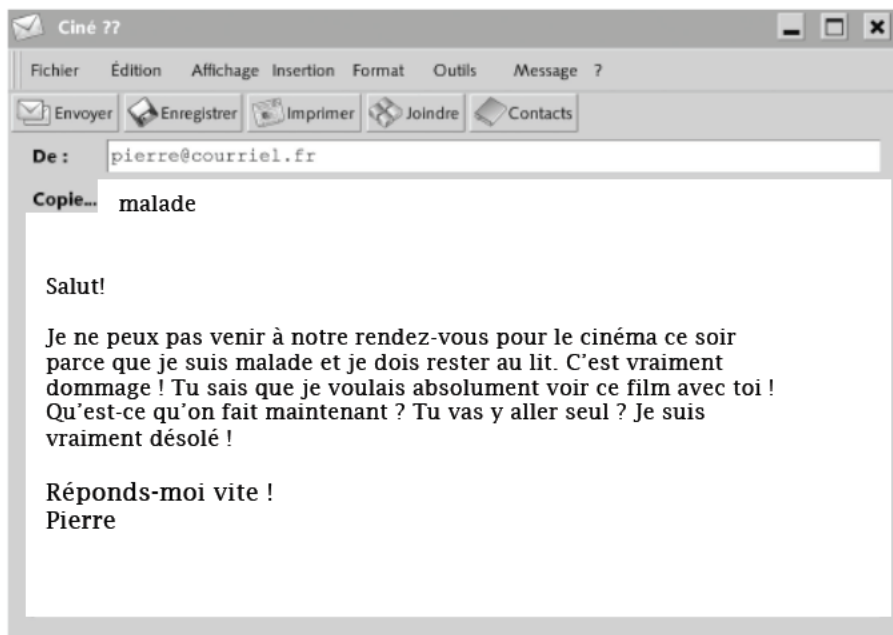 Ciné ??
Fichier Édition Affichage Insertion Format Outils Message ?
Envoyer Enregistrer Imprimer Joindre Contacts
De : pierre@courriel.fr
Copie... malade
Salut!
Je ne peux pas venir à notre rendez-vous pour le cinéma ce soir
parce que je suis malade et je dois rester au lit. C’est vraiment
dommage ! Tu sais que je voulais absolument voir ce film avec toi !
Qu’est-ce qu’on fait maintenant ? Tu vas y aller seul ? Je suis
vraiment désolé !
Réponds-moi vite !
Pierre